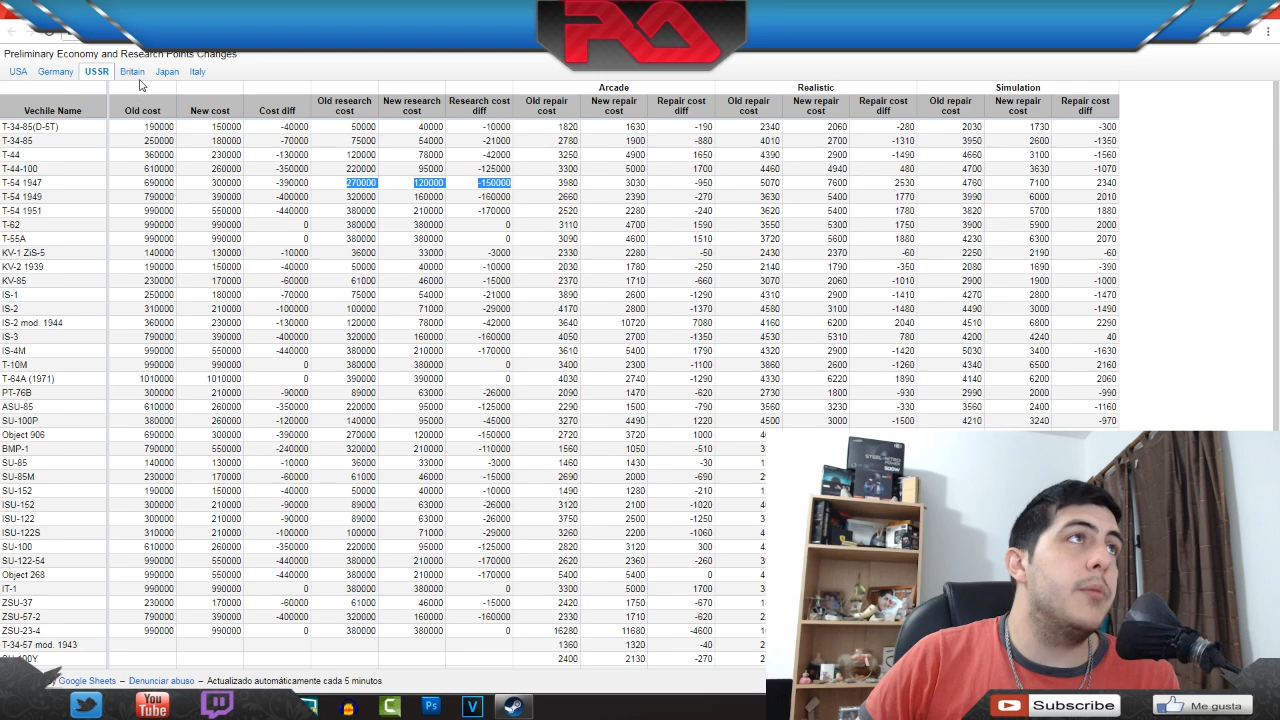 Preliminary Economy and Research Points Changes
USA Germany USSR Britain Japan Italy
Arcade Realistic Simulation
Vechile Name Old cost New cost Cost diff Old research cost New research cost Research cost diff Old repair cost New repair cost Repair cost diff Old repair cost New repair cost Repair cost diff Old repair cost New repair cost Repair cost diff
T-34-85(D-5T) 190000 150000 -40000 50000 40000 -10000 1820 1630 -190 2340 2060 -280 2030 1730 -300
T-34-85 250000 180000 -70000 75000 54000 -21000 2780 1900 -880 4010 2700 -1310 3950 2600 -1350
T-44 360000 230000 -130000 120000 78000 -42000 3250 4900 1650 4390 2900 -1490 4660 3100 -1560
T-44-100 610000 260000 -350000 220000 95000 -125000 3300 5000 1700 4460 4940 480 4700 3630 -1070
T-54 1947 690000 300000 -390000 270000 120000 -150000 3980 3030 -950 5070 7600 2530 4760 7100 2340
T-54 1949 790000 390000 -400000 320000 160000 -160000 2660 2390 -270 3630 5400 1770 3990 6000 2010
T-54 1951 990000 550000 -440000 380000 210000 -170000 2520 2280 -240 3620 5400 1780 3820 5700 1880
T-62 990000 990000 0 380000 380000 0 3110 4700 1590 3550 5300 1750 3900 5900 2000
T-55A 990000 990000 0 380000 380000 0 3090 4600 1510 3720 5600 1880 4230 6300 2070
KV-1 ZiS-5 140000 130000 -10000 36000 33000 -3000 2330 2280 -50 2430 2370 -60 2250 2190 -60
KV-2 1939 190000 150000 -40000 50000 40000 -10000 2030 1780 -250 2140 1790 -350 2080 1690 -390
KV-85 230000 170000 -60000 61000 46000 -15000 2370 1710 -660 3070 2060 -1010 2900 1900 -1000
IS-1 250000 180000 -70000 75000 54000 -21000 3890 2600 -1290 4310 2900 -1410 4270 2800 -1470
IS-2 310000 210000 -100000 100000 71000 -29000 4170 2800 -1370 4580 3100 -1480 4490 3000 -1490
IS-2 mod. 1944 360000 230000 -130000 120000 78000 -42000 3640 10720 7080 4160 6200 2040 4510 6800 2290
IS-3 790000 390000 -400000 320000 160000 -160000 4050 2700 -1350 4530 5310 780 4200 4240 40
IS-4M 990000 550000 -440000 380000 210000 -170000 3610 5400 1790 4320 2900 -1420 5030 3400 -1630
T-10M 990000 990000 0 380000 380000 0 3400 2300 -1100 3860 2600 -1260 4340 6500 2160
T-64A (1971) 1010000 1010000 0 390000 390000 0 4030 2740 -1290 4330 6220 1890 4140 6200 2060
PT-76B 300000 210000 -90000 89000 63000 -26000 2090 1470 -620 2730 1800 -930 2990 2000 -990
ASU-85 610000 260000 -350000 220000 95000 -125000 2290 1500 -790 3560 3230 -330 3560 2400 -1160
SU-100P 380000 260000 -120000 140000 95000 -45000 3270 4490 1220 4500 3000 -1500 4210 3240 -970
Object 906 690000 300000 -390000 270000 120000 -150000 2720 3720 1000
BMP-1 790000 550000 -240000 320000 210000 -110000 1560 1050 -510
SU-85 140000 130000 -10000 36000 33000 -3000 1460 1430 -30
SU-85M 230000 170000 -60000 61000 46000 -15000 2690 2000 -690
SU-152 190000 150000 -40000 50000 40000 -10000 1490 1280 -210
ISU-152 300000 210000 -90000 89000 63000 -26000 3120 2100 -1020
ISU-122 300000 210000 -90000 89000 63000 -26000 3750 2500 -1250
ISU-122S 310000 210000 -100000 100000 71000 -29000 3260 2200 -1060
SU-100 610000 260000 -350000 220000 95000 -125000 2820 3120 300
SU-122-54 990000 550000 -440000 380000 210000 -170000 2620 2360 -260
Object 268 990000 550000 -440000 380000 210000 -170000 5400 5400 0
IT-1 990000 990000 0 380000 380000 0 3300 5000 1700
ZSU-37 230000 170000 -60000 61000 46000 -15000 2420 1750 -670
ZSU-57-2 790000 390000 -400000 320000 160000 -160000 2330 1710 -620
ZSU-23-4 990000 990000 0 380000 380000 0 16280 11680 -4600
T-34-57 mod. 1943 1360 1320 -40
2400 2130 -270
Google Sheets – Denunciar abuso – Actualizado automáticamente cada 5 minutos
You Tube
Ps
V
Subscribe
Me gusta